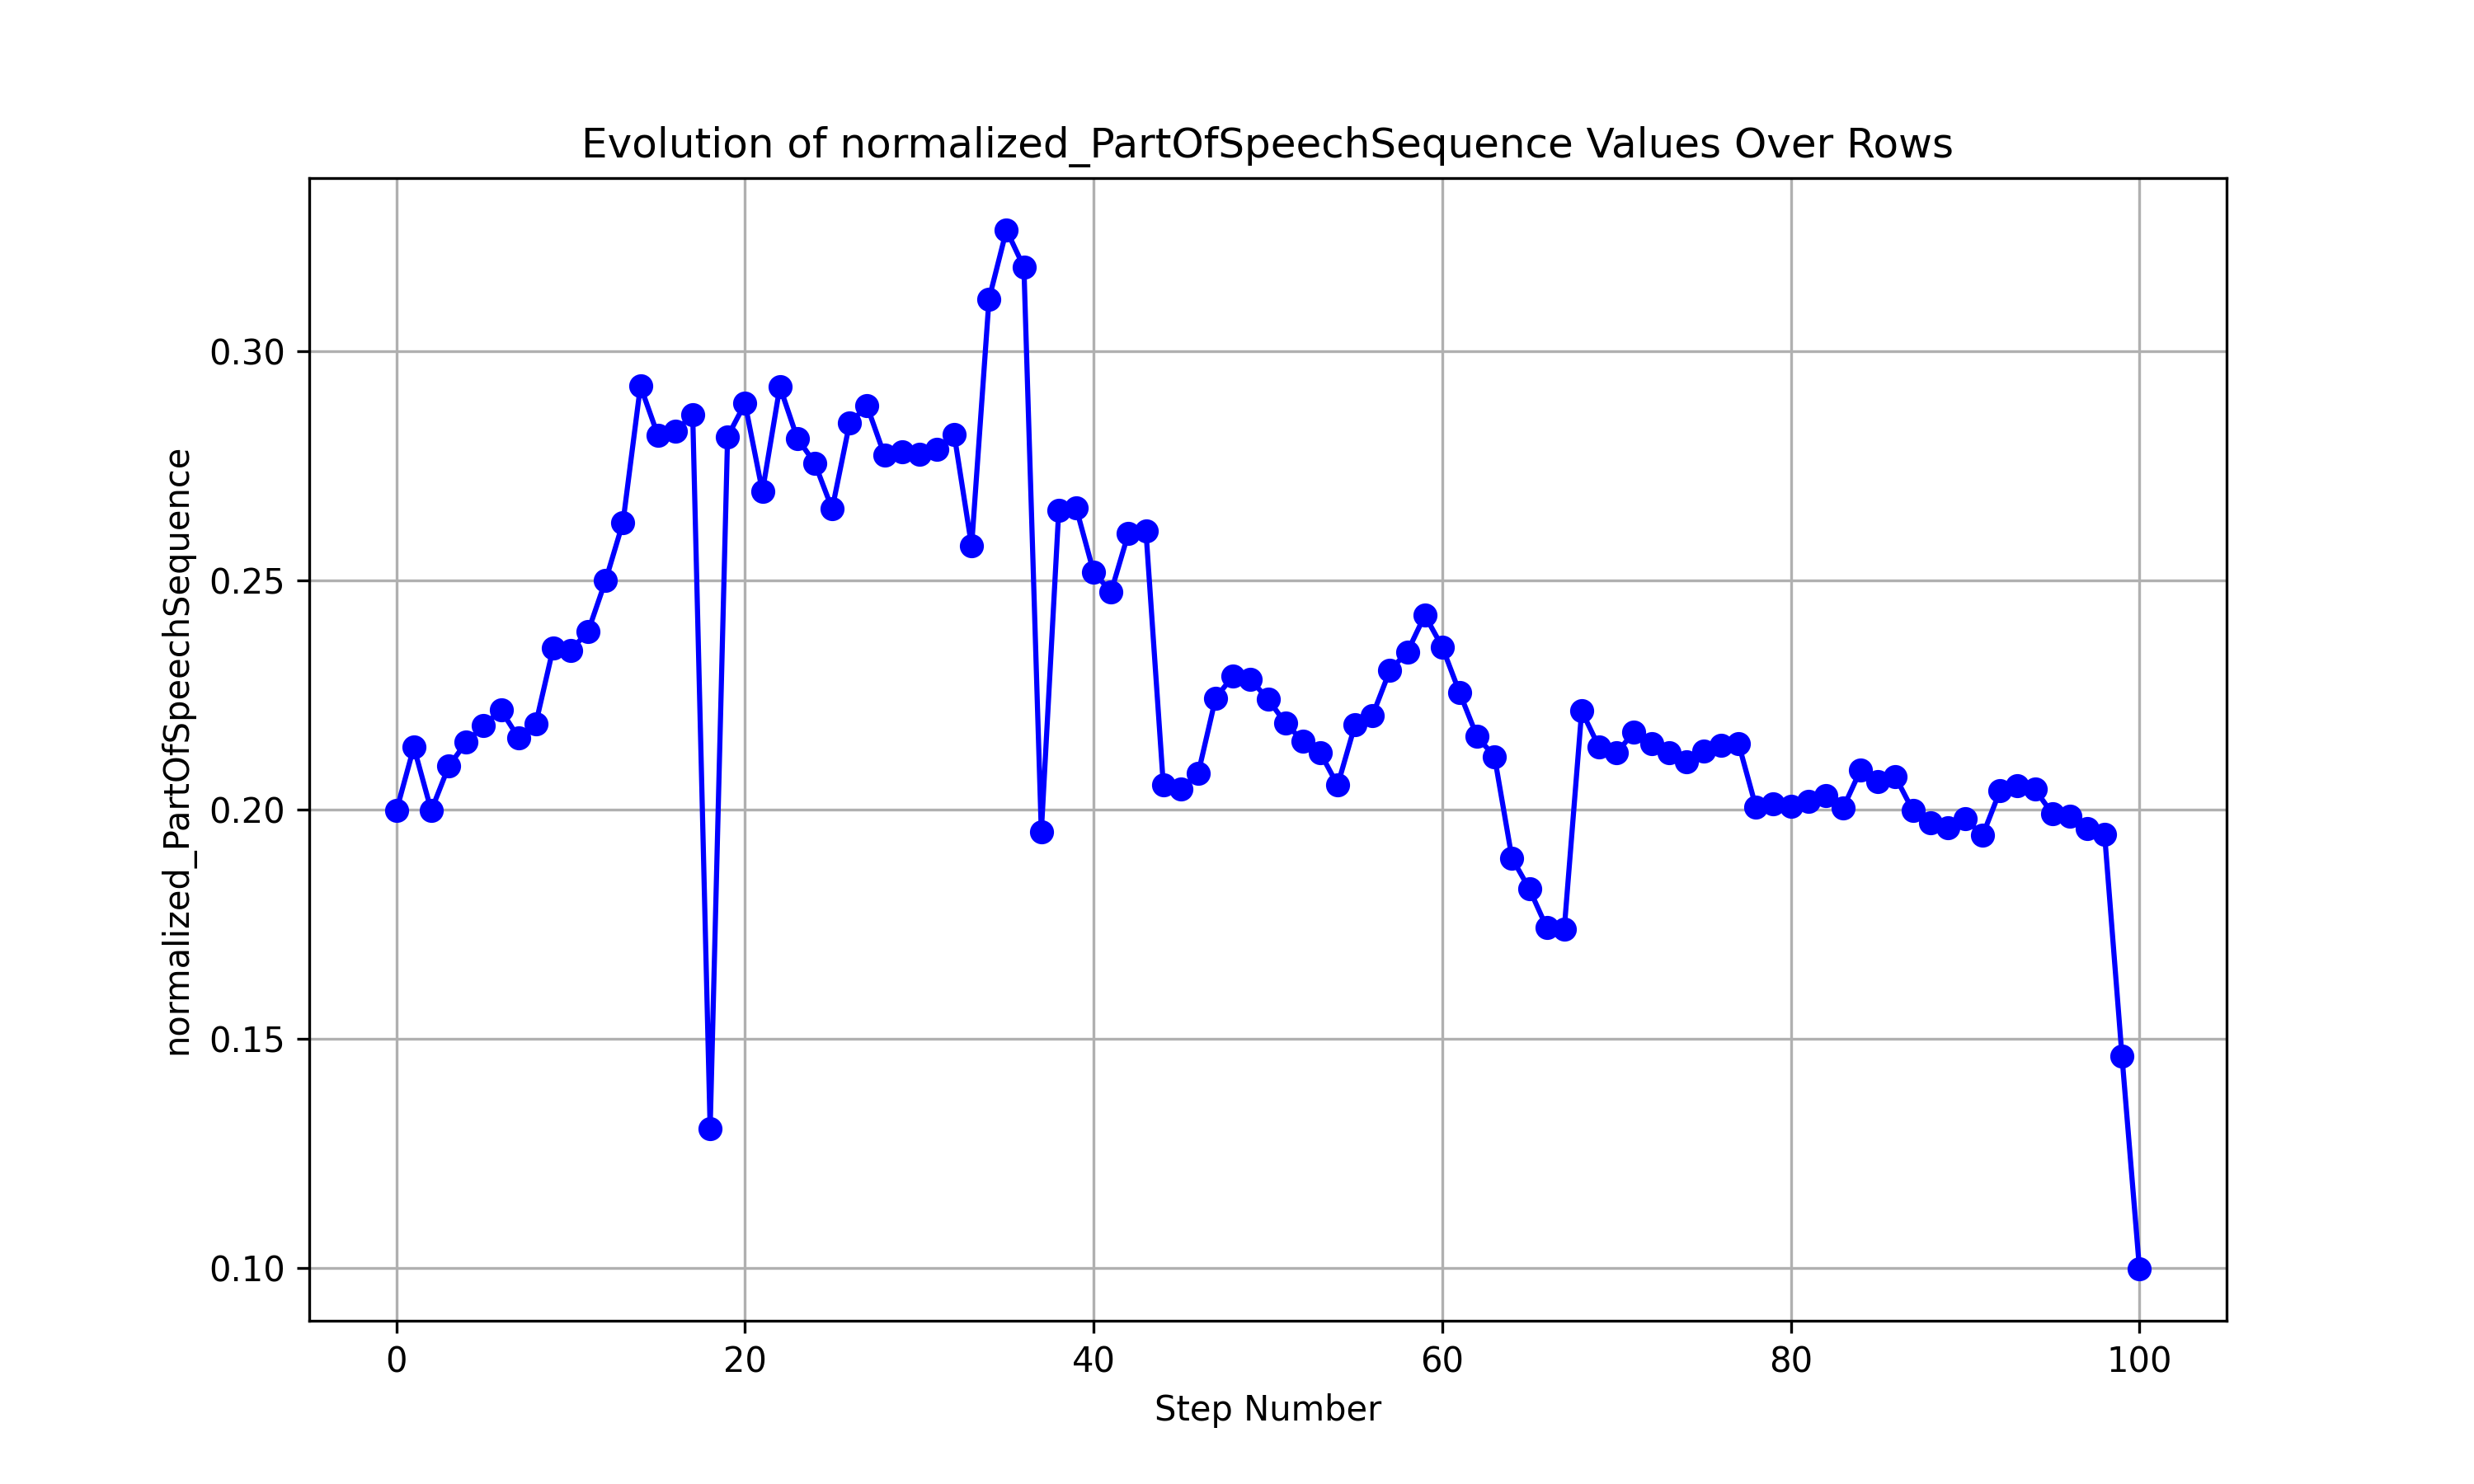 Evolution of normalized_PartOfSpeechSequence Values Over Rows
normalized_PartOfSpeechSequence
0.30
0.25
0.20
0.15
0.10
0 20 40 60 80 100
Step Number